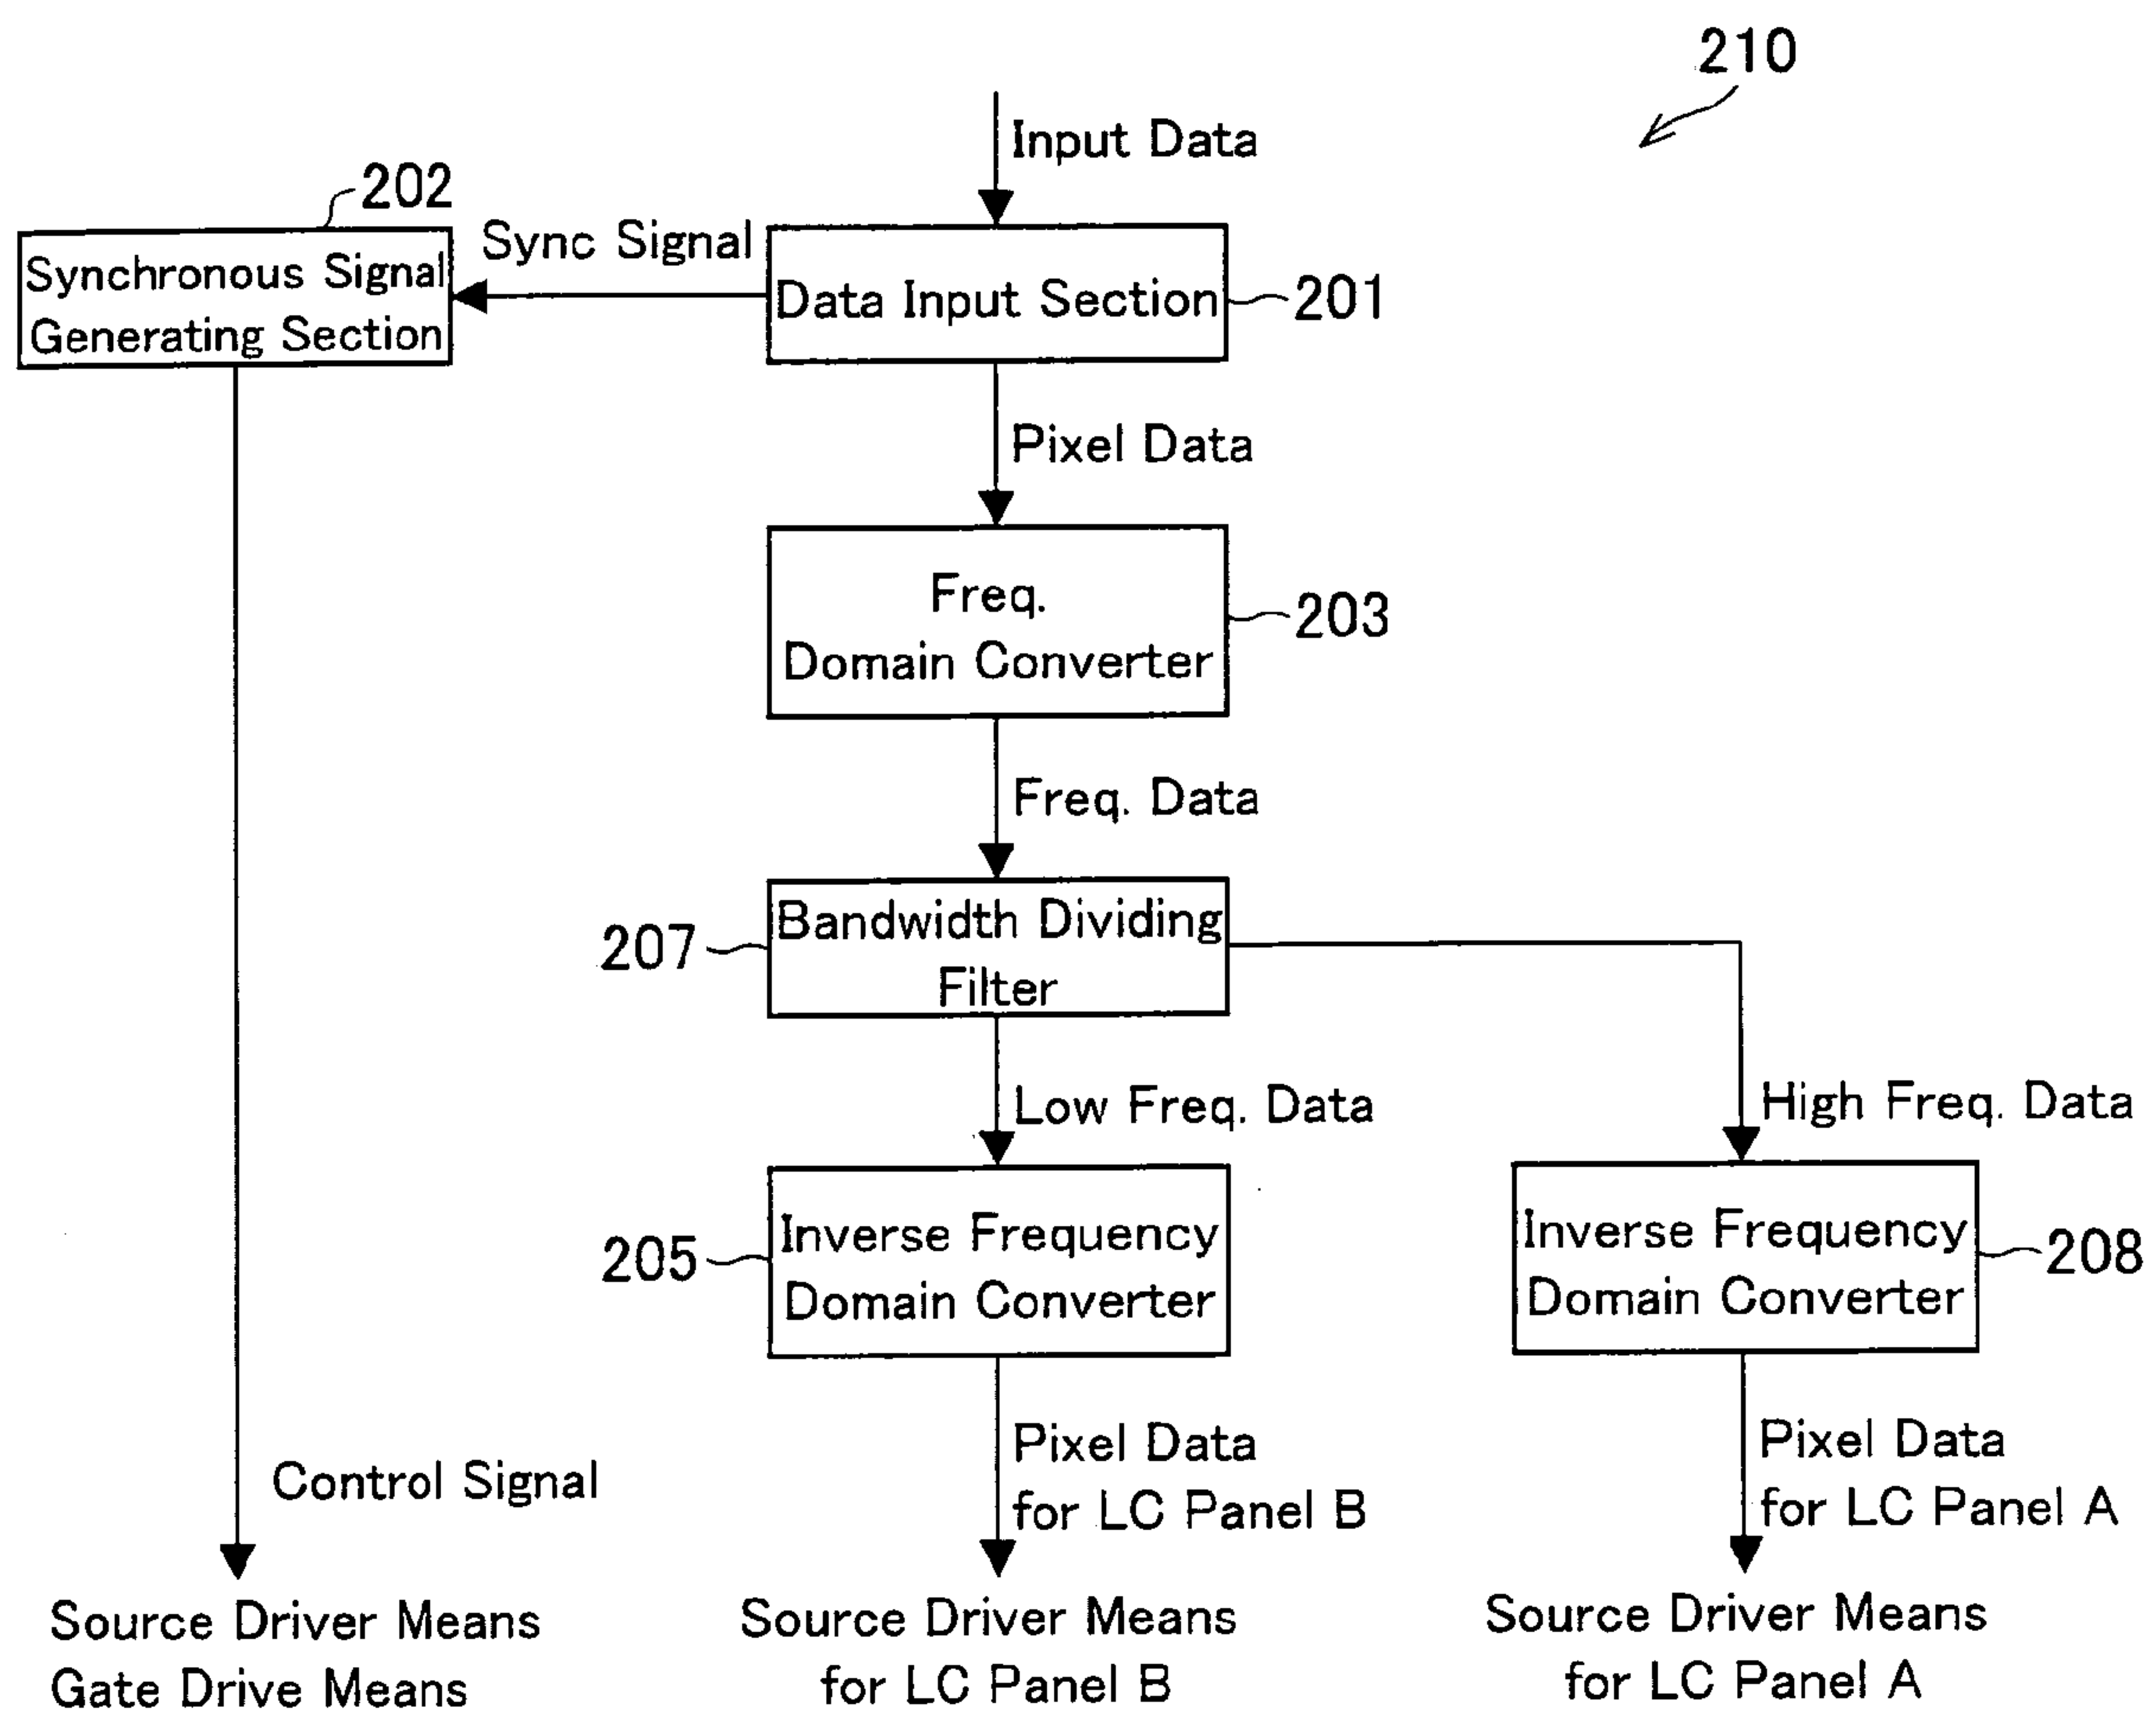 210
Input Data
202
Sync Signal
Synchronous Signal
Generating Section
Data Input Section
201
Pixel Data
Freq.
Domain Converter
203
Freq. Data
Bandwidth Dividing
Filter
207
Low Freq. Data
High Freq. Data
Inverse Frequency
Domain Converter
205
Inverse Frequency
Domain Converter
208
Control Signal
Pixel Data
for LC Panel B
Pixel Data
for LC Panel A
Source Driver Means
Gate Drive Means
Source Driver Means
for LC Panel B
Source Driver Means
for LC Panel A